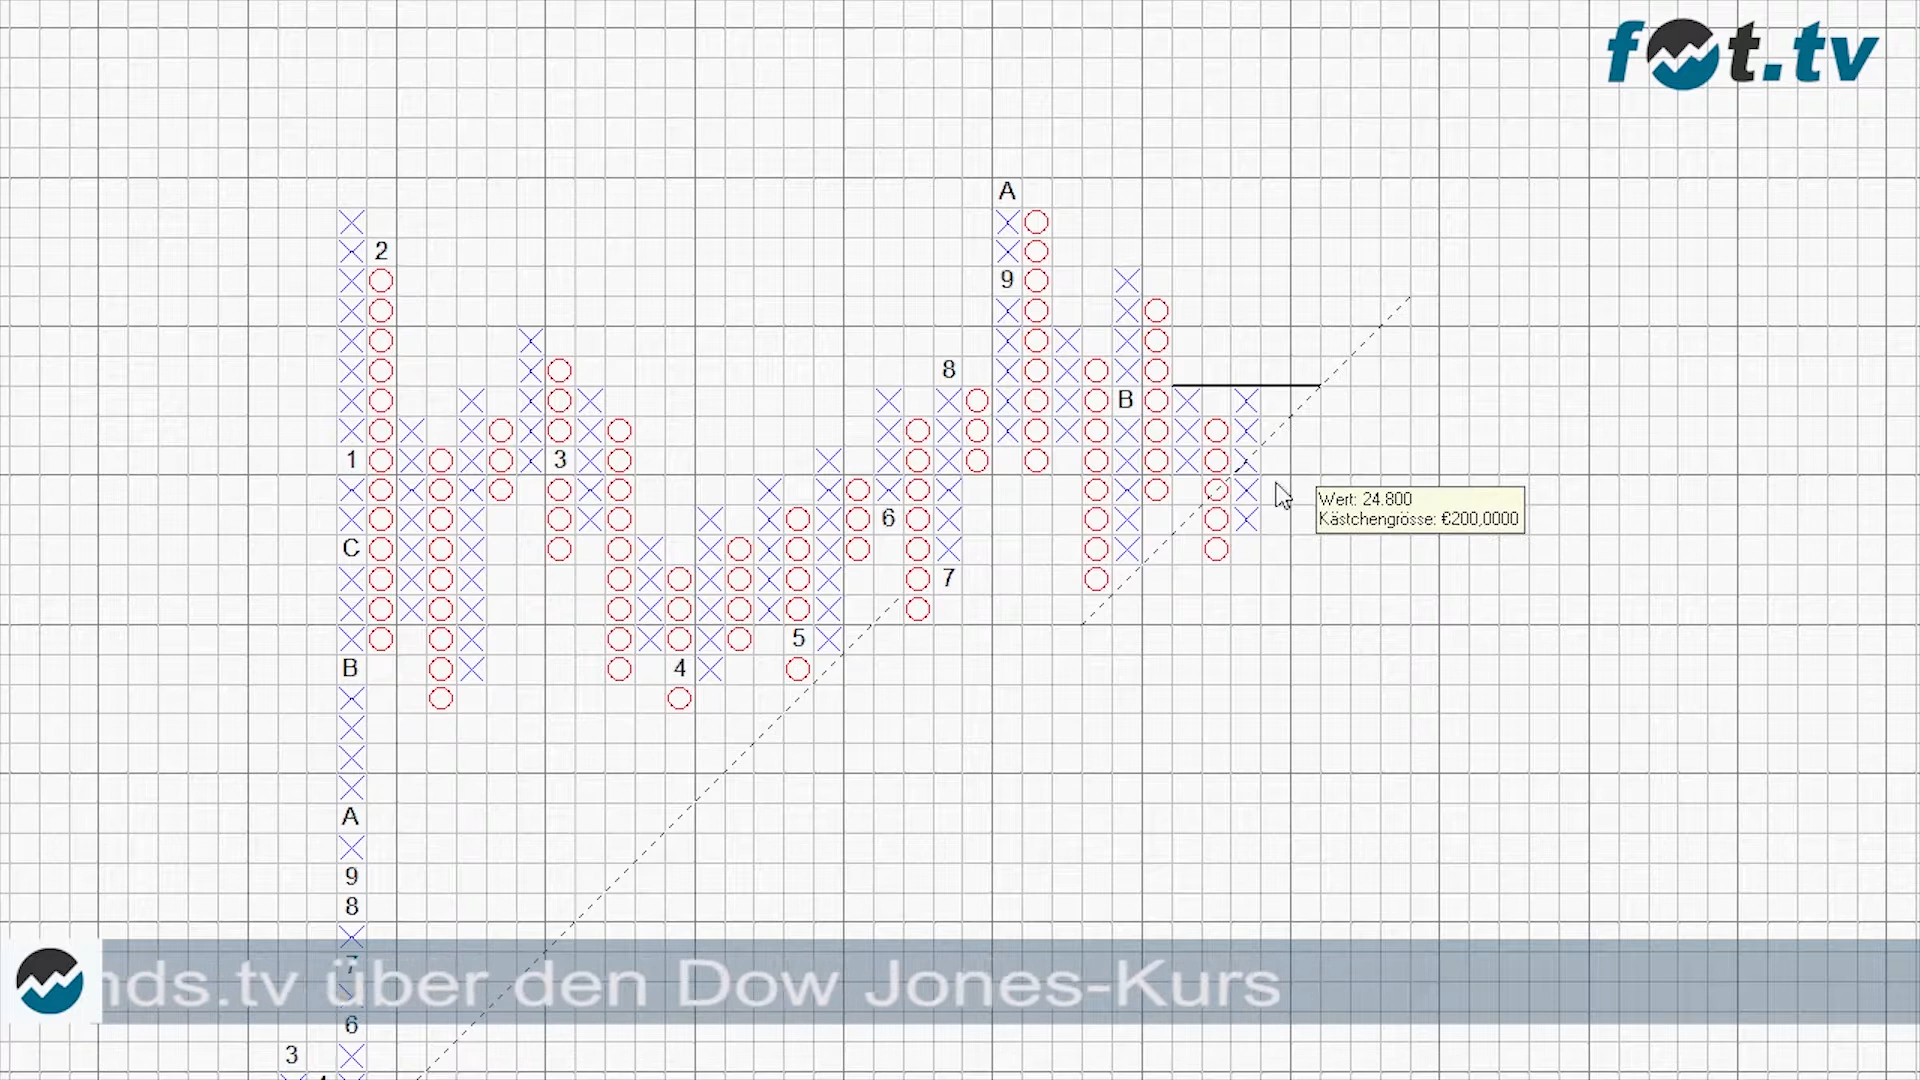 foot.tv
A
2
9
8
B
1
3
Wert: 24.800
Kästchengrösse: €200,0000
6
C
7
5
B
4
A
9
8
7
nds.tv über den Dow Jones-Kurs
6
3